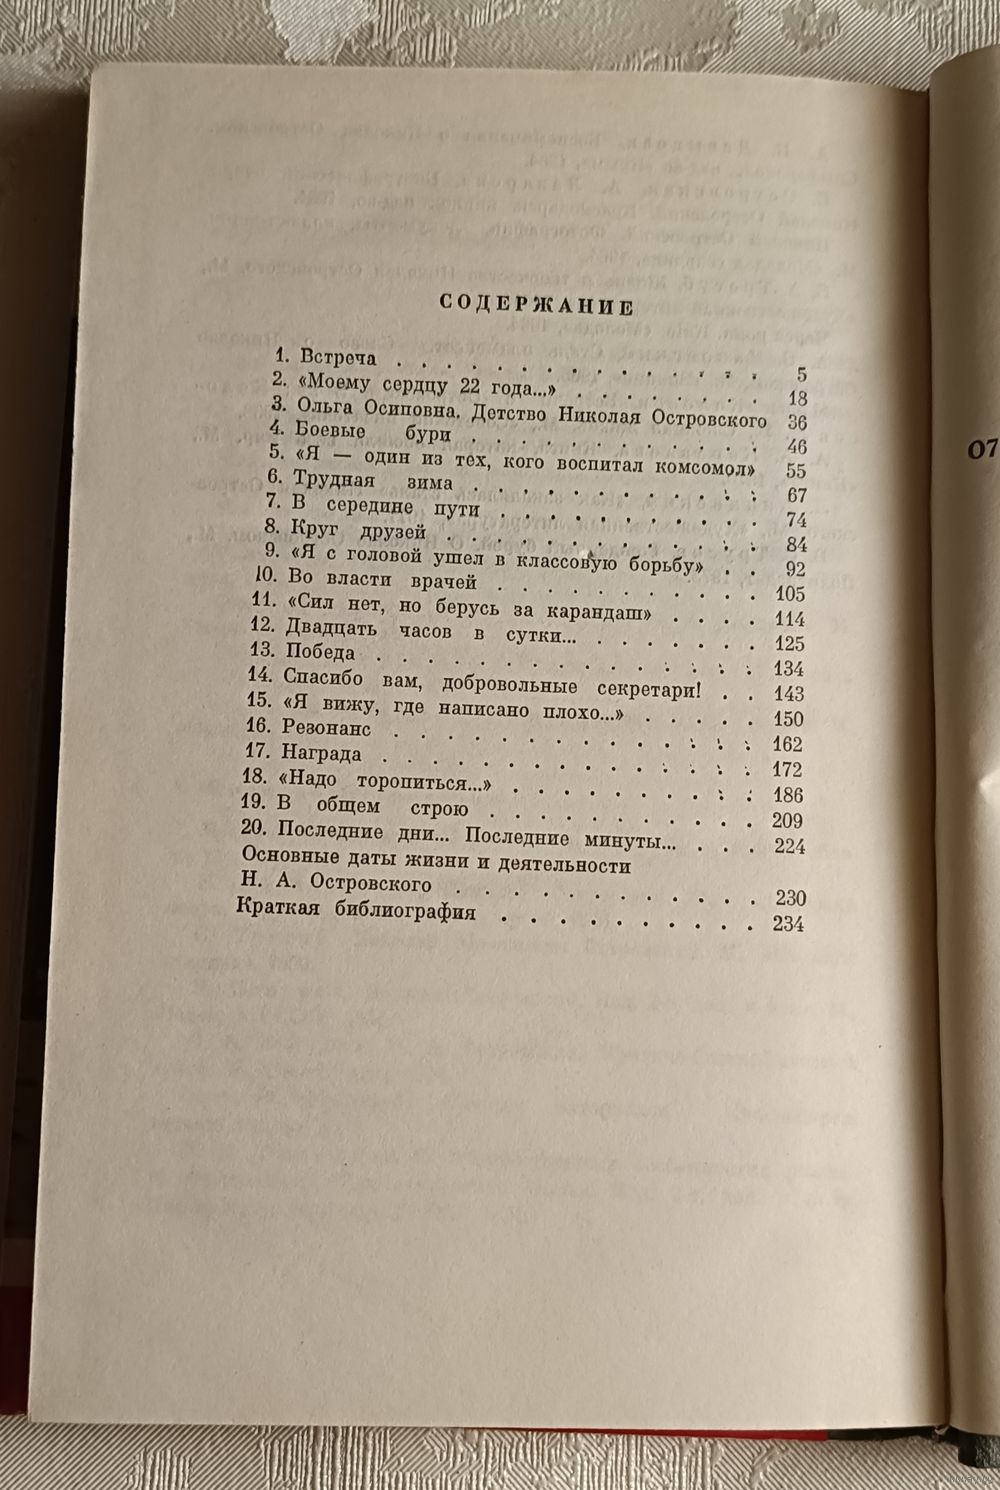 СОДЕРЖАНИЕ
1. Встреча . . . . . . . . . . . . . . 5
2. «Моему сердцу 22 года...» . . . . . . . 18
3. Ольга Осиповна. Детство Николая Островского 36
4. Боевые бури . . . . . . . . . . . 46
5. «Я — один из тех, кого воспитал комсомол» 55
6. Трудная зима . . . . . . . . . . . 67
7. В середине пути . . . . . . . . . . 74
8. Круг друзей . . . . . . . . . . . . 84
9. «Я с головой ушел в классовую борьбу» . . 92
10. Во власти врачей . . . . . . . . . . 105
11. «Сил нет, но берусь за карандаш» . . . . 114
12. Двадцать часов в сутки... . . . . . . . 125
13. Победа . . . . . . . . . . . . . . 134
14. Спасибо вам, добровольные секретари! . . 143
15. «Я вижу, где написано плохо...» . . . . . 150
16. Резонанс . . . . . . . . . . . . . 162
17. Награда . . . . . . . . . . . . . . 172
18. «Надо торопиться...» . . . . . . . . . 186
19. В общем строю . . . . . . . . . . 209
20. Последние дни... Последние минуты... . . . 224
Основные даты жизни и деятельности
Н. А. Островского . . . . . . . . . . . 230
Краткая библиография . . . . . . . . . 234
07